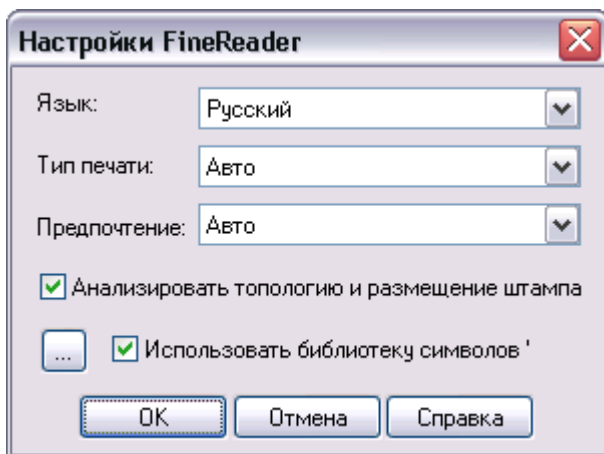 Настройки FineReader
Язык: Русский
Тип печати: Авто
Предпочтение: Авто
Анализировать топологию и размещение штампа
... Использовать библиотеку символов '
OK Отмена Справка